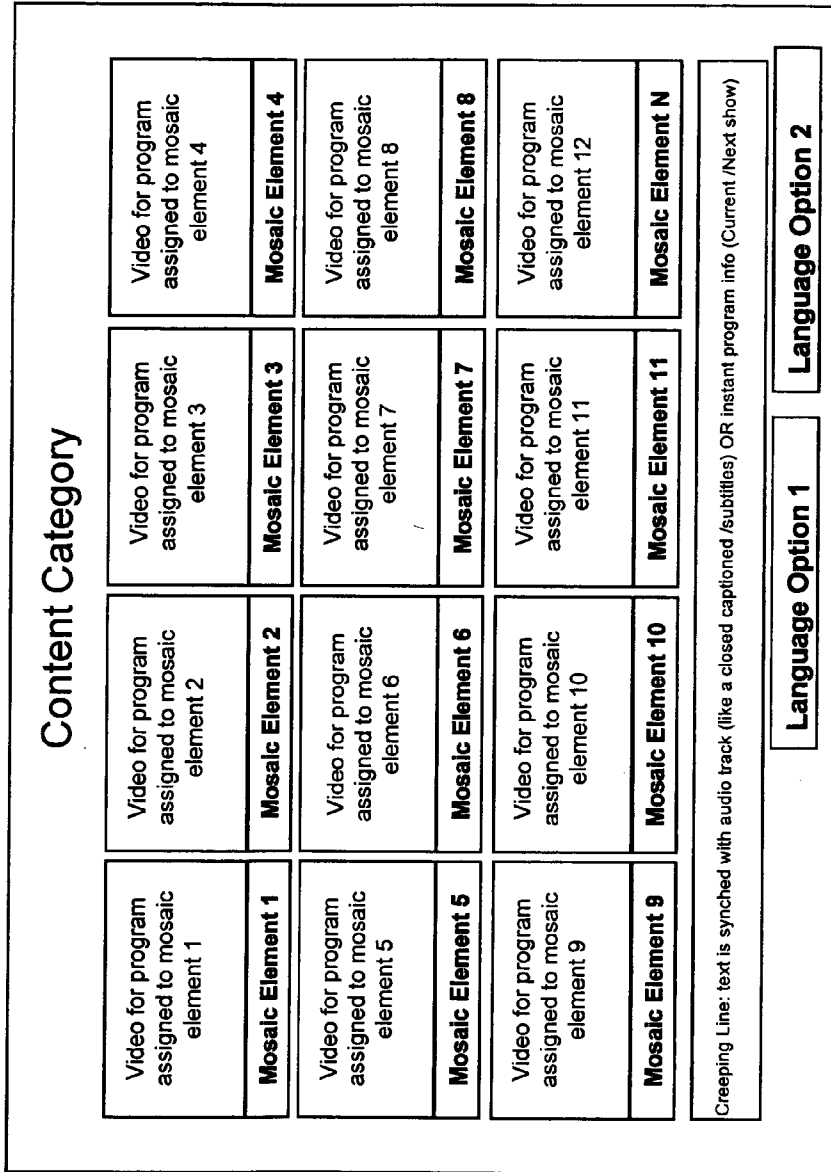 Content Category
Video for program
assigned to mosaic
element 1
Mosaic Element 1
Video for program
assigned to mosaic
element 2
Mosaic Element 2
Video for program
assigned to mosaic
element 3
Mosaic Element 3
Video for program
assigned to mosaic
element 4
Mosaic Element 4
Video for program
assigned to mosaic
element 5
Mosaic Element 5
Video for program
assigned to mosaic
element 6
Mosaic Element 6
Video for program
assigned to mosaic
element 7
Mosaic Element 7
Video for program
assigned to mosaic
element 8
Mosaic Element 8
Video for program
assigned to mosaic
element 9
Mosaic Element 9
Video for program
assigned to mosaic
element 10
Mosaic Element 10
Video for program
assigned to mosaic
element 11
Mosaic Element 11
Video for program
assigned to mosaic
element 12
Mosaic Element N
Creeping Line: text is synched with audio track (like a closed captioned /subtitles) OR instant program info (Current /Next show)
Language Option 1
Language Option 2